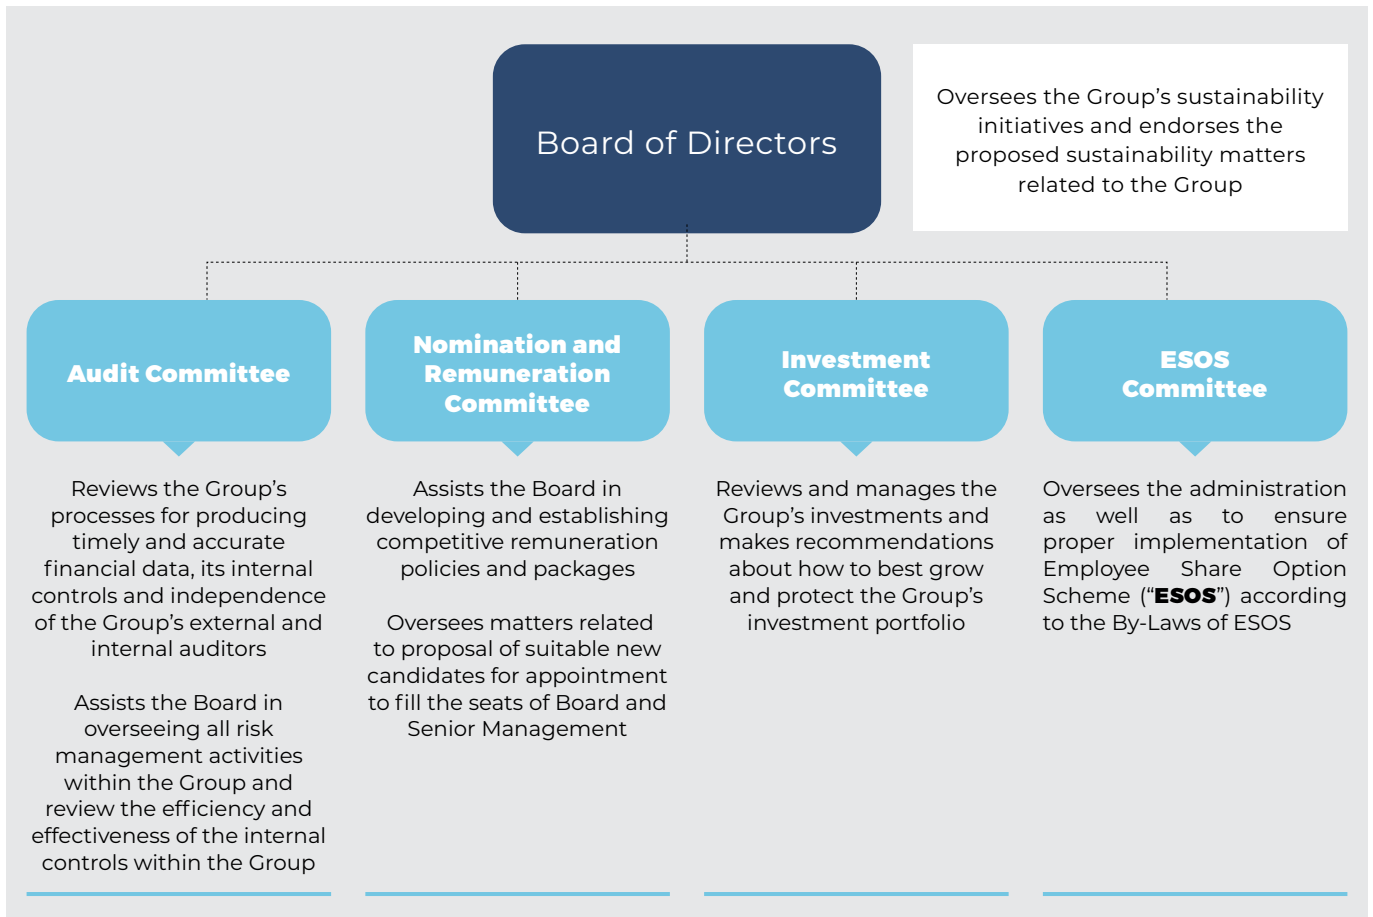 Board of Directors
Oversees the Group’s sustainability
initiatives and endorses the
proposed sustainability matters
related to the Group
Audit Committee
Reviews the Group’s
processes for producing
timely and accurate
financial data, its internal
controls and independence
of the Group’s external and
internal auditors
Assists the Board in
overseeing all risk
management activities
within the Group and
review the efficiency and
effectiveness of the internal
controls within the Group
Nomination and
Remuneration
Committee
Assists the Board in
developing and establishing
competitive remuneration
policies and packages
Oversees matters related
to proposal of suitable new
candidates for appointment
to fill the seats of Board and
Senior Management
Investment
Committee
Reviews and manages the
Group’s investments and
makes recommendations
about how to best grow
and protect the Group’s
investment portfolio
ESOS
Committee
Oversees the administration
as well as to ensure
proper implementation of
Employee Share Option
Scheme (“ESOS”) according
to the By-Laws of ESOS